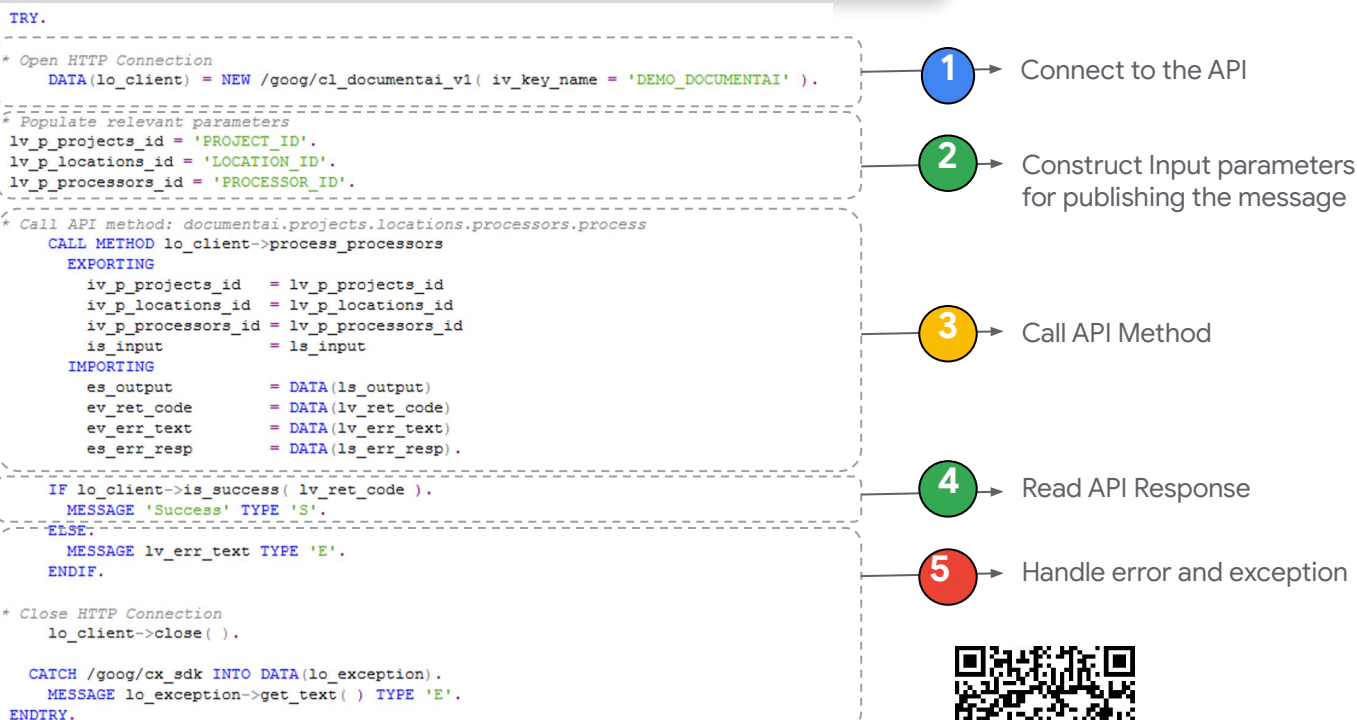 TRY.
* Open HTTP Connection
DATA(lo_client) = NEW /goog/cl_documentai_v1( iv_key_name = 'DEMO_DOCUMENTAI' ).
* Populate relevant parameters
lv_p_projects_id = 'PROJECT_ID'.
lv_p_locations_id = 'LOCATION_ID'.
lv_p_processors_id = 'PROCESSOR_ID'.
* Call API method: documentai.projects.locations.processors.process
CALL METHOD lo_client->process_processors
EXPORTING
iv_p_projects_id = lv_p_projects_id
iv_p_locations_id = lv_p_locations_id
iv_p_processors_id = lv_p_processors_id
is_input = ls_input
IMPORTING
es_output = DATA(ls_output)
ev_ret_code = DATA(lv_ret_code)
ev_err_text = DATA(lv_err_text)
es_err_resp = DATA(ls_err_resp).
IF lo_client->is_success( lv_ret_code ).
MESSAGE 'Success' TYPE 'S'.
ELSE.
MESSAGE lv_err_text TYPE 'E'.
ENDIF.
* Close HTTP Connection
lo_client->close( ).
CATCH /goog/cx_sdk INTO DATA(lo_exception).
MESSAGE lo_exception->get_text( ) TYPE 'E'.
ENDTRY.
1 Connect to the API
2 Construct Input parameters
for publishing the message
3 Call API Method
4 Read API Response
5 Handle error and exception